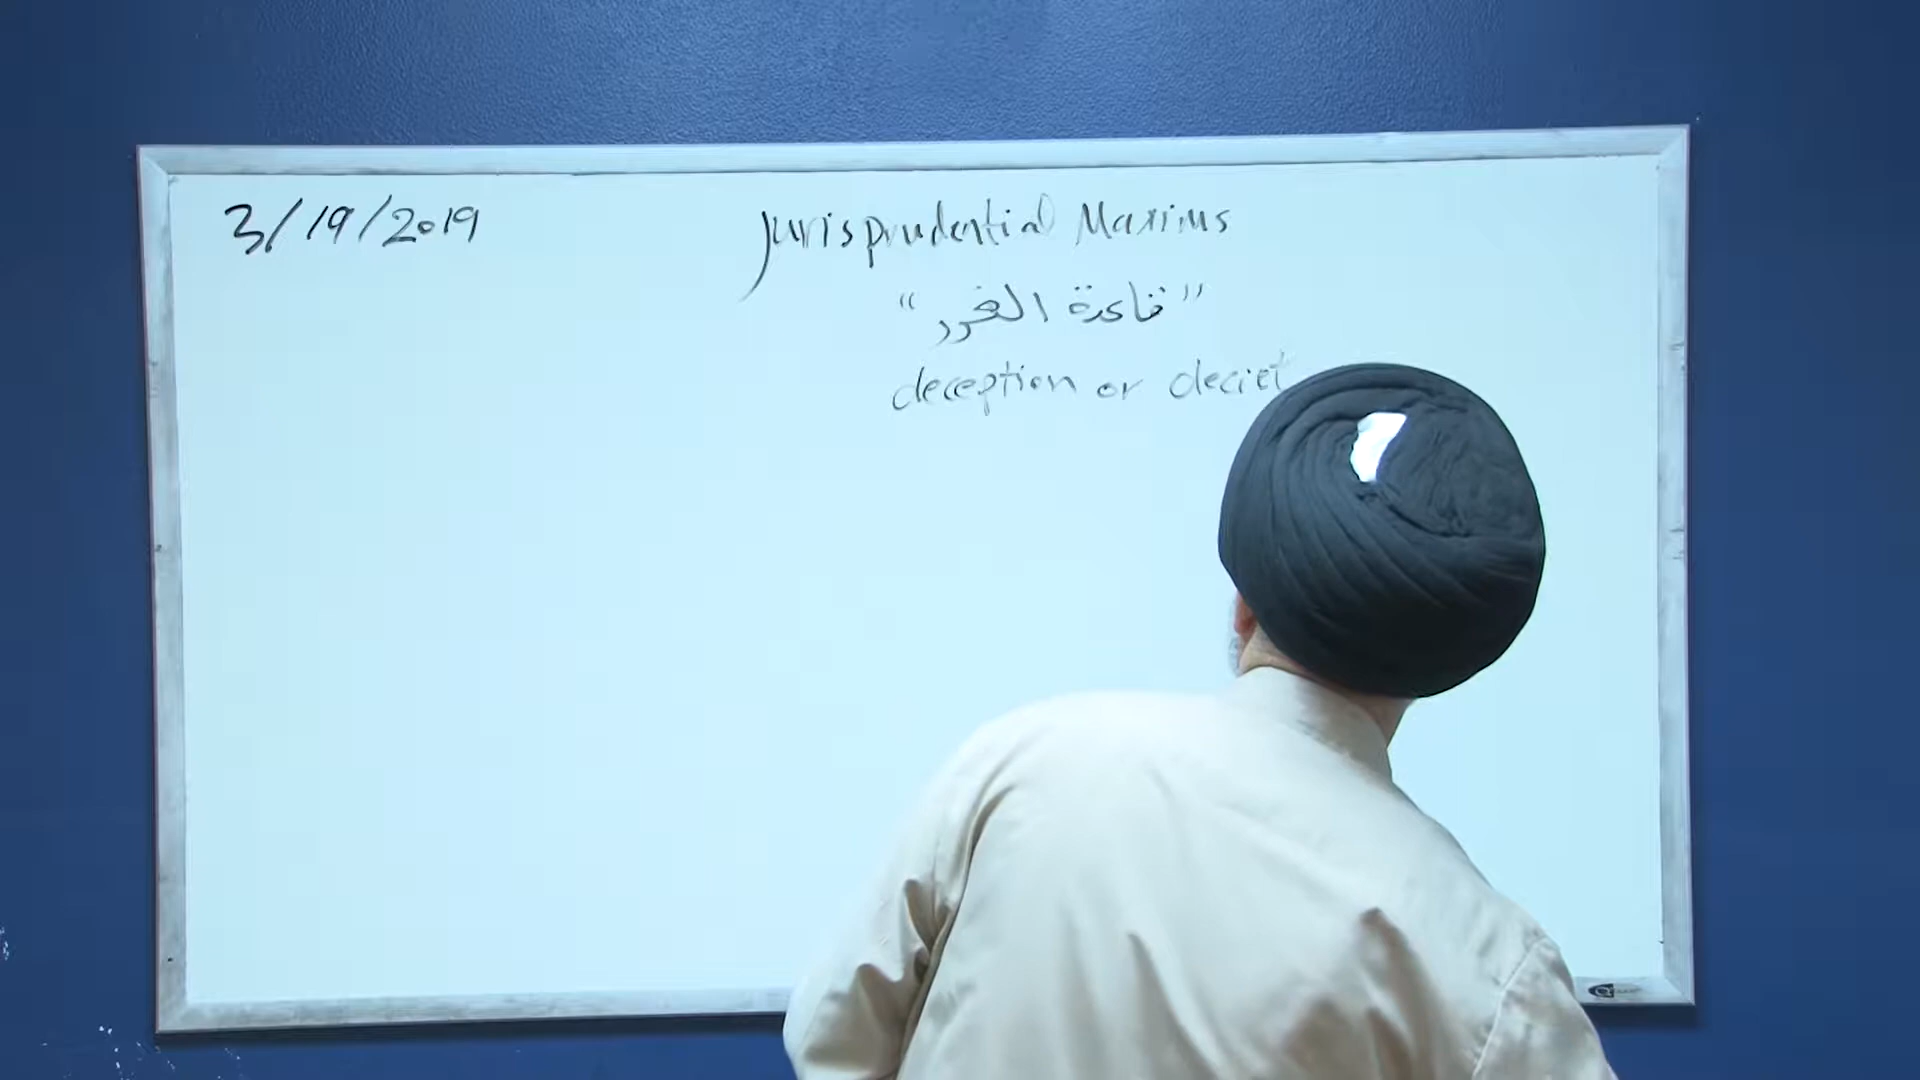 3/19/2019
Jurisprudential Maxims
"قاعدة الغرر"
deception or deciet